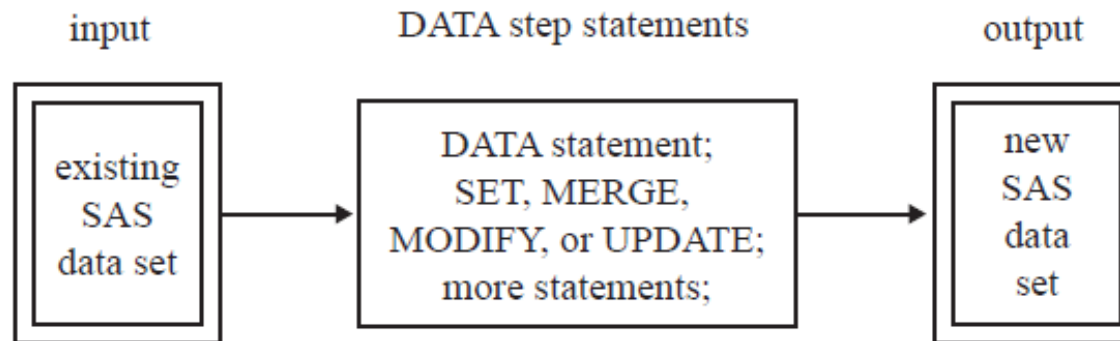 input
DATA step statements
output
existing
SAS
data set
DATA statement;
SET, MERGE,
MODIFY, or UPDATE;
more statements;
new
SAS
data
set